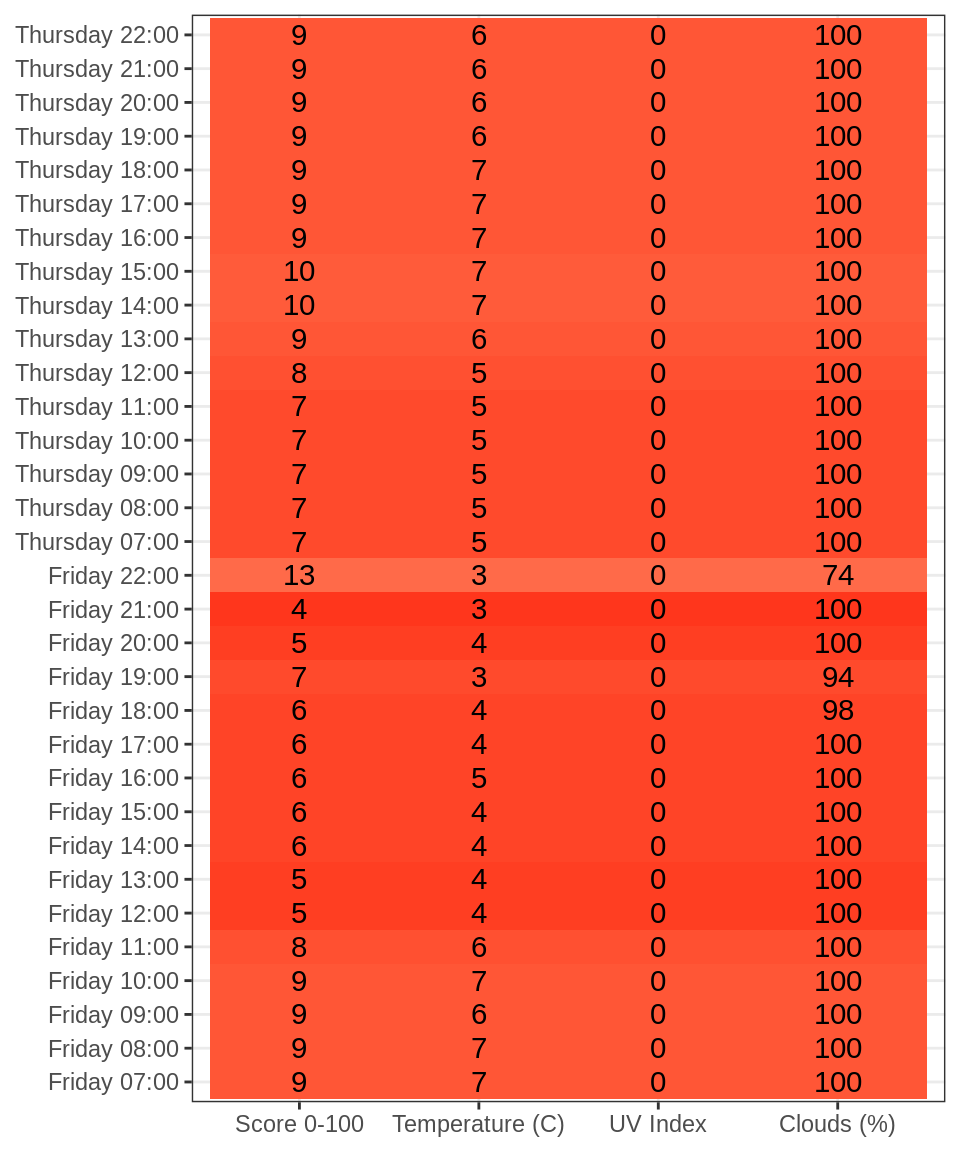 Thursday 22:00 9 6 0 100
Thursday 21:00 9 6 0 100
Thursday 20:00 9 6 0 100
Thursday 19:00 9 6 0 100
Thursday 18:00 9 7 0 100
Thursday 17:00 9 7 0 100
Thursday 16:00 9 7 0 100
Thursday 15:00 10 7 0 100
Thursday 14:00 10 7 0 100
Thursday 13:00 9 6 0 100
Thursday 12:00 8 5 0 100
Thursday 11:00 7 5 0 100
Thursday 10:00 7 5 0 100
Thursday 09:00 7 5 0 100
Thursday 08:00 7 5 0 100
Thursday 07:00 7 5 0 100
Friday 22:00 13 3 0 74
Friday 21:00 4 3 0 100
Friday 20:00 5 4 0 100
Friday 19:00 7 3 0 94
Friday 18:00 6 4 0 98
Friday 17:00 6 4 0 100
Friday 16:00 6 5 0 100
Friday 15:00 6 4 0 100
Friday 14:00 6 4 0 100
Friday 13:00 5 4 0 100
Friday 12:00 5 4 0 100
Friday 11:00 8 6 0 100
Friday 10:00 9 7 0 100
Friday 09:00 9 6 0 100
Friday 08:00 9 7 0 100
Friday 07:00 9 7 0 100
Score 0-100 Temperature (C) UV Index Clouds (%)